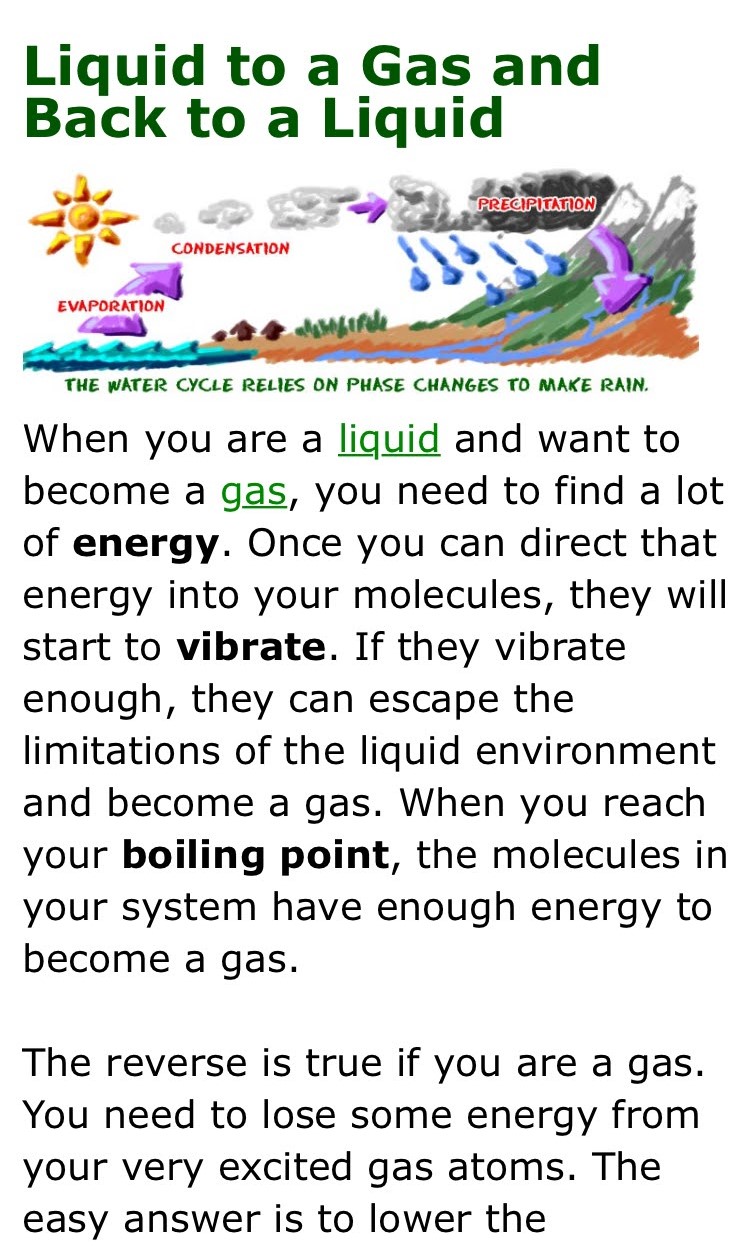 Liquid to a Gas and
Back to a Liquid
PRECIPITATION
CONDENSATION
EVAPORATION
THE WATER CYCLE RELIES ON PHASE CHANGES TO MAKE RAIN.
When you are a liquid and want to
become a gas, you need to find a lot
of energy. Once you can direct that
energy into your molecules, they will
start to vibrate. If they vibrate
enough, they can escape the
limitations of the liquid environment
and become a gas. When you reach
your boiling point, the molecules in
your system have enough energy to
become a gas.
The reverse is true if you are a gas.
You need to lose some energy from
your very excited gas atoms. The
easy answer is to lower the